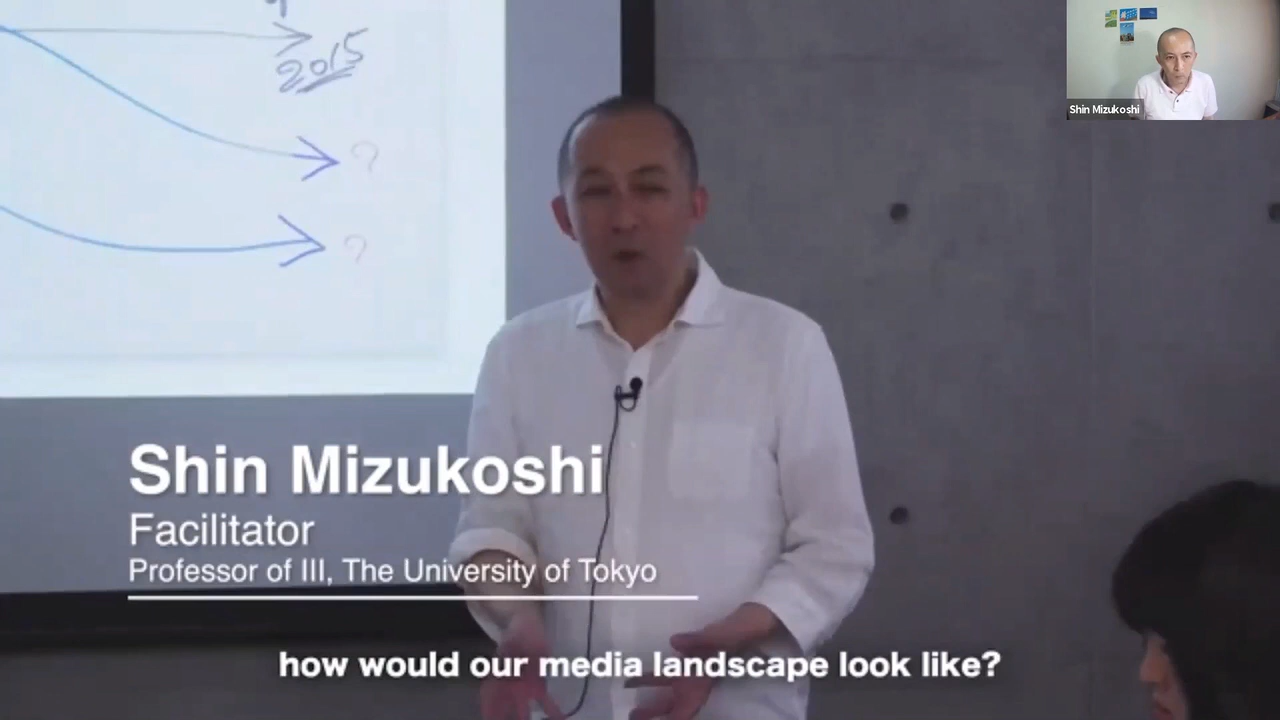 2015
?
?
Shin Mizukoshi
Shin Mizukoshi
Facilitator
Professor of III, The University of Tokyo
how would our media landscape look like?